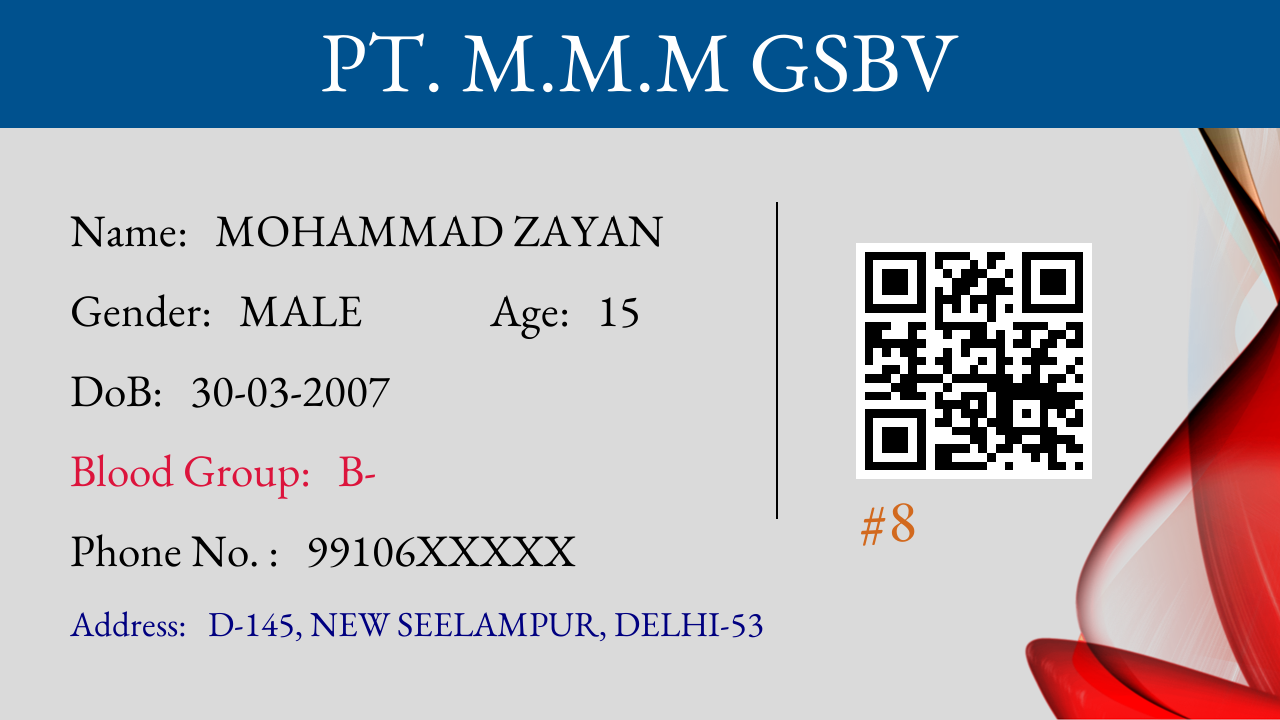 PT. M.M.M GSBV
Name: MOHAMMAD ZAYAN
Gender: MALE Age: 15
DoB: 30-03-2007
Blood Group: B-
Phone No. : 99106XXXXX
Address: D-145, NEW SEELAMPUR, DELHI-53
#8